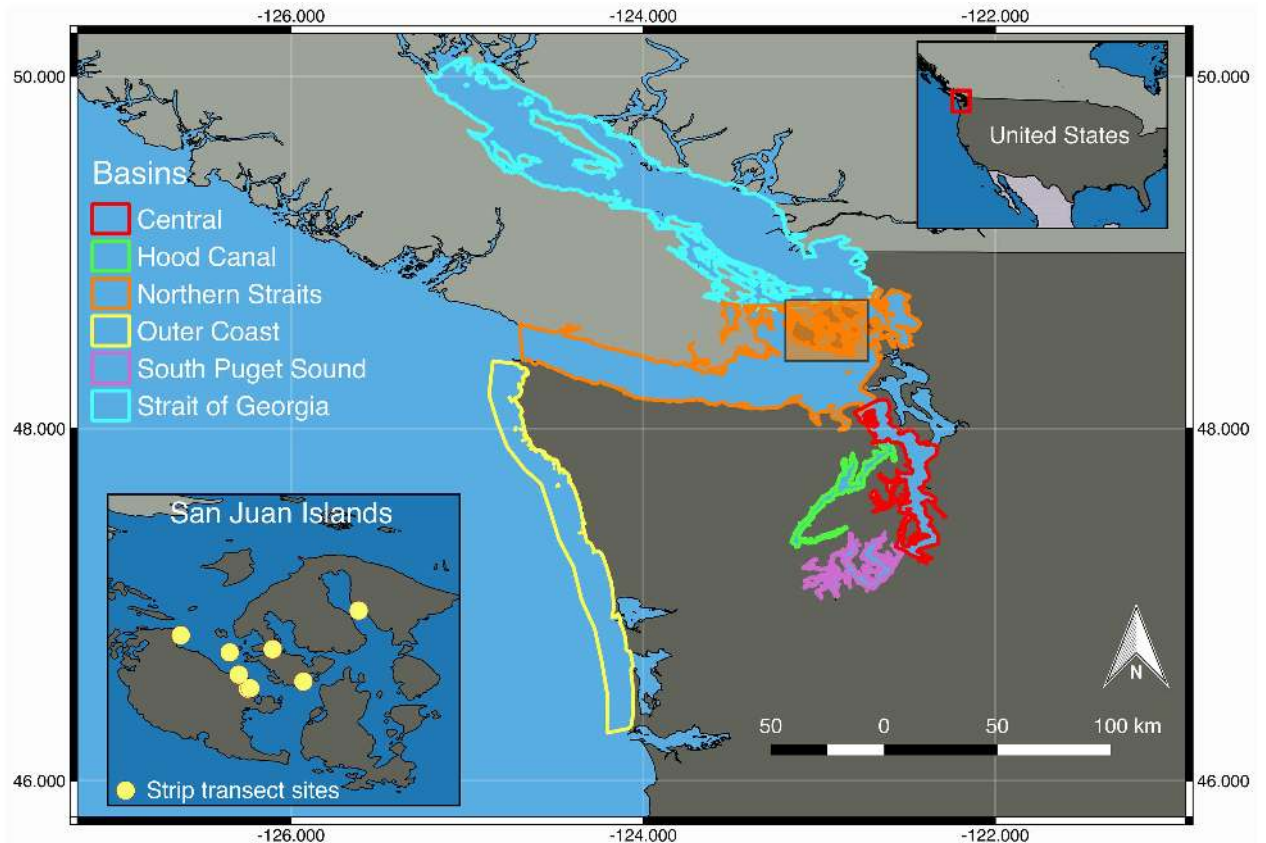 -126.000 -124.000 -122.000
50.000 50.000
United States
Basins
Central
Hood Canal
Northern Straits
Outer Coast
South Puget Sound
Strait of Georgia
48.000 48.000
San Juan Islands
Strip transect sites
N
50 0 50 100 km
46.000 46.000
-126.000 -124.000 -122.000